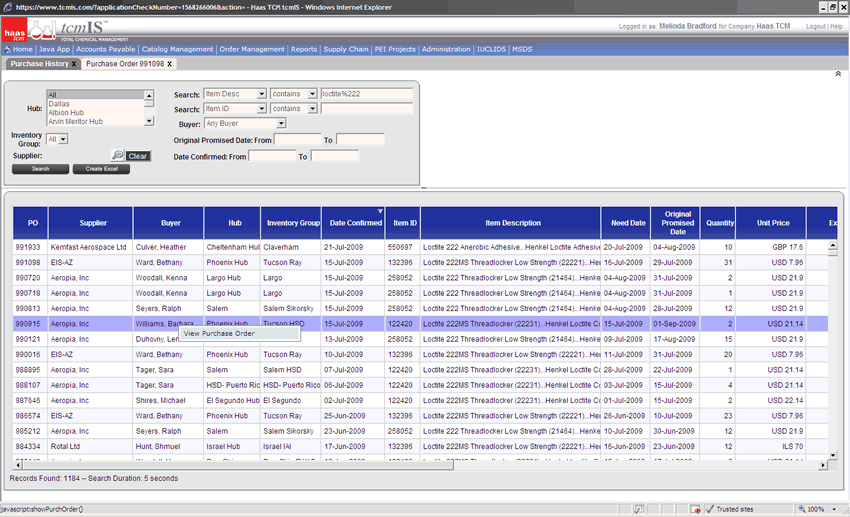 https://www.tcmis.com/?applicationCheckNumber=1568266006&action= - Haas TCM tcmIS - Windows Internet Explorer
haas tcm tcmIS TOTAL CHEMICAL MANAGEMENT
Logged in as: Melinda Bradford for Company Haas TCM Logout | Help
Home | Java App | Accounts Payable | Catalog Management | Order Management | Reports | Supply Chain | PEI Projects | Administration | IUCLID5 | MSDS
Purchase History X Purchase Order 991098 x
Hub: All
Dallas
Albion Hub
Arvin Meritor Hub
Inventory Group: All
Supplier: Clear
Search Create Excel
Search: Item Desc contains loctite%222
Search: Item ID contains
Buyer: Any Buyer
Original Promised Date: From To
Date Confirmed: From To
PO Supplier Buyer Hub Inventory Group Date Confirmed Item ID Item Description Need Date Original Promised Date Quantity Unit Price Ex
991933 Kemfast Aerospace Ltd Culver, Heather Cheltenham Hub Claverham 21-Jul-2009 550697 Loctite 222 Anerobic Adhesive...Henkel Loctite Adhesive 20-Jul-2009 04-Aug-2009 10 GBP 17.6
991098 EIS-AZ Ward, Bethany Phoenix Hub Tucson Ray 15-Jul-2009 132396 Loctite 222MS Threadlocker Low Strength (22221)...Hen 16-Jul-2009 29-Jul-2009 31 USD 7.96
990720 Aeropia, Inc Woodall, Kenna Largo Hub Largo 15-Jul-2009 258052 Loctite 222MS Threadlocker Low Strength (21464)...Hen 04-Aug-2009 31-Jul-2009 1 USD 21.9
990718 Aeropia, Inc Woodall, Kenna Largo Hub Largo 15-Jul-2009 258052 Loctite 222MS Threadlocker Low Strength (21464)...Hen 04-Aug-2009 31-Jul-2009 2 USD 21.9
990813 Aeropia, Inc Seyers, Ralph Salem Salem Sikorsky 15-Jul-2009 258052 Loctite 222MS Threadlocker Low Strength (21464)...Hen 04-Aug-2009 28-Jul-2009 12 USD 21.9
990915 Aeropia, Inc Williams, Barbara Phoenix Hub Tucson HSD 15-Jul-2009 122420 Loctite 222MS Threadlocker (22231)...Henkel Loctite Co 15-Jul-2009 01-Sep-2009 2 USD 21.14
View Purchase Order
990121 Aeropia, Inc Duhovny, Len 13-Jul-2009 258052 Loctite 222MS Threadlocker Low Strength (21464)...Hen 09-Jul-2009 17-Aug-2009 15 USD 21.9
990016 EIS-AZ Ward, Bethany Phoenix Hub Tucson Ray 10-Jul-2009 132396 Loctite 222MS Threadlocker Low Strength (22221)...Hen 11-Jul-2009 31-Jul-2009 20 USD 7.96
988895 Aeropia, Inc Tager, Sara Salem Salem HSD 07-Jul-2009 122420 Loctite 222MS Threadlocker (22231)...Henkel Loctite C 28-Jul-2009 22-Jul-2009 1 USD 21.14
988107 Aeropia, Inc Tager, Sara HSD- Puerto Rico HSD- Puerto Rico 06-Jul-2009 122420 Loctite 222MS Threadlocker (22231)...Henkel Loctite C 03-Jul-2009 15-Jul-2009 4 USD 21.14
987646 Aeropia, Inc Shires, Michael El Segundo Hub El Segundo 02-Jul-2009 122420 Loctite 222MS Threadlocker (22231)...Henkel Loctite Co 01-Jul-2009 15-Jul-2009 2 USD 22.14
986574 EIS-AZ Ward, Bethany Phoenix Hub Tucson Ray 25-Jun-2009 132396 Loctite 222MS Threadlocker Low Strength (22221)...Hen 26-Jun-2009 10-Jul-2009 23 USD 7.96
985212 Aeropia, Inc Seyers, Ralph Salem Salem Sikorsky 23-Jun-2009 258052 Loctite 222MS Threadlocker Low Strength (21464)...Hen 10-Jun-2009 30-Jun-2009 12 USD 21.9
984334 Rotal Ltd Hunt, Shmuel Israel Hub Israel IAI 17-Jun-2009 132396 Loctite 222MS Threadlocker Low Strength (22221)...Hen 16-Jun-2009 23-Jun-2009 12 ILS 70
Records Found: 1184 -- Search Duration: 5 seconds
javascript:showPurchOrder() Trusted sites 100%